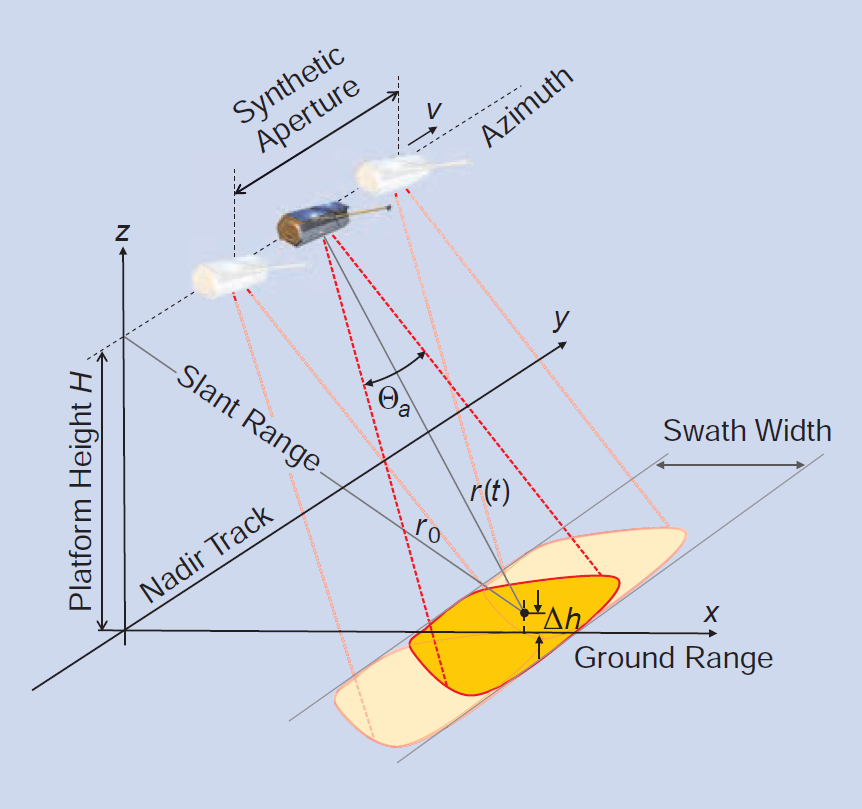 Synthetic
Aperture
v
Azimuth
z
y
Slant Range
Θa
Platform Height H
Swath Width
r(t)
r0
Nadir Track
x
Δh
Ground Range